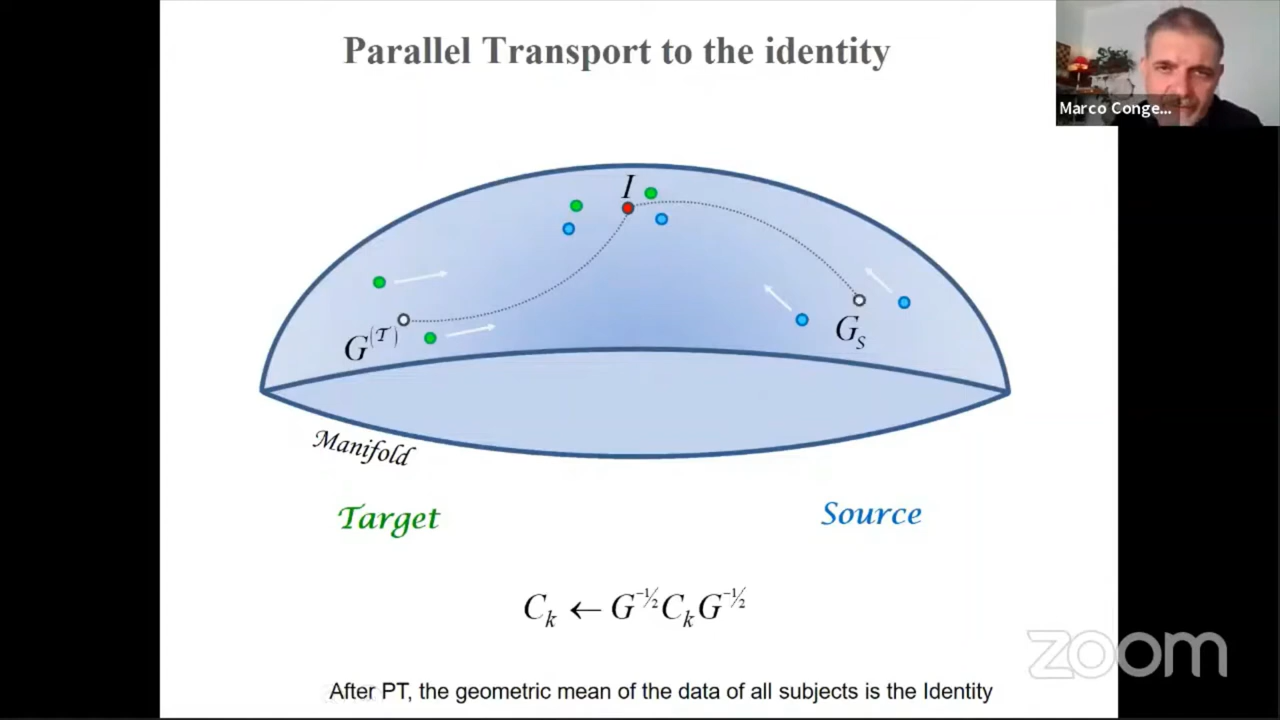 Parallel Transport to the identity
Marco Conge...
I
G^(T)
G_S
Manifold
Target
Source
C_k ← G^-1/2 C_k G^-1/2
zoom
After PT, the geometric mean of the data of all subjects is the Identity